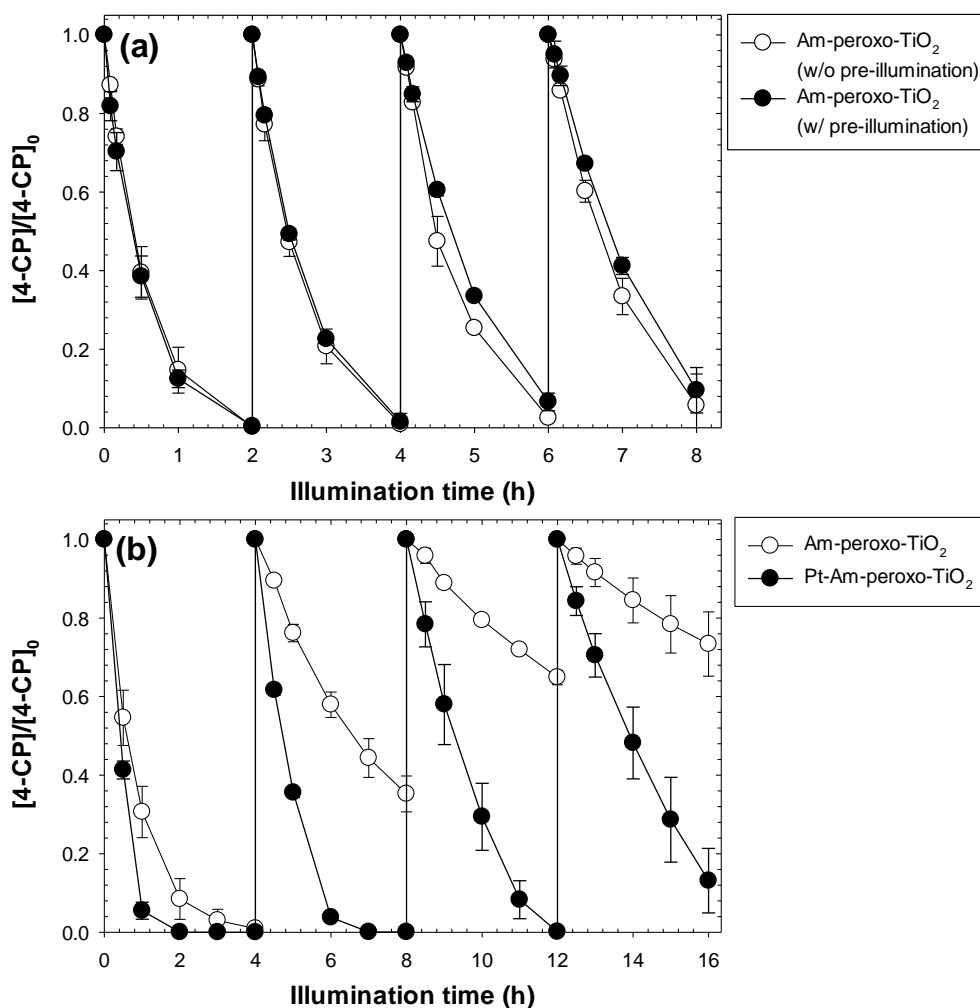 (a)
1.0
0.8
0.6
0.4
0.2
0.0
[4-CP]/[4-CP]₀
0 1 2 3 4 5 6 7 8
Illumination time (h)
Am-peroxo-TiO₂
(w/o pre-illumination)
Am-peroxo-TiO₂
(w/ pre-illumination)
(b)
1.0
0.8
0.6
0.4
0.2
0.0
[4-CP]/[4-CP]₀
0 2 4 6 8 10 12 14 16
Illumination time (h)
Am-peroxo-TiO₂
Pt-Am-peroxo-TiO₂